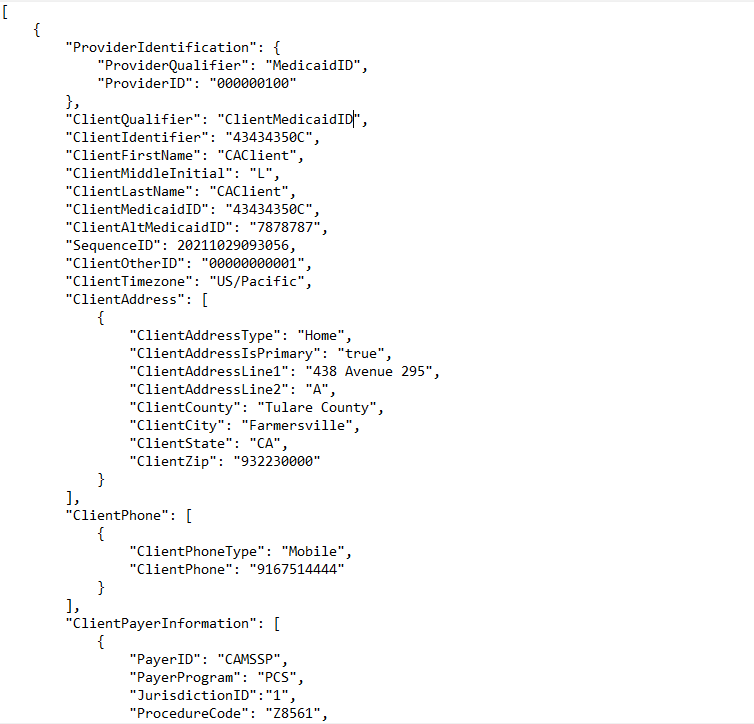 [
    {
        "ProviderIdentification": {
            "ProviderQualifier": "MedicaidID",
            "ProviderID": "000000100"
        },
        "ClientQualifier": "ClientMedicaidID",
        "ClientIdentifier": "43434350C",
        "ClientFirstName": "CAClient",
        "ClientMiddleInitial": "L",
        "ClientLastName": "CAClient",
        "ClientMedicaidID": "43434350C",
        "ClientAltMedicaidID": "7878787",
        "SequenceID": 20211029093056,
        "ClientOtherID": "00000000001",
        "ClientTimezone": "US/Pacific",
        "ClientAddress": [
            {
                "ClientAddressType": "Home",
                "ClientAddressIsPrimary": "true",
                "ClientAddressLine1": "438 Avenue 295",
                "ClientAddressLine2": "A",
                "ClientCounty": "Tulare County",
                "ClientCity": "Farmersville",
                "ClientState": "CA",
                "ClientZip": "932230000"
            }
        ],
        "ClientPhone": [
            {
                "ClientPhoneType": "Mobile",
                "ClientPhone": "9167514444"
            }
        ],
        "ClientPayerInformation": [
            {
                "PayerID": "CAMSSP",
                "PayerProgram": "PCS",
                "JurisdictionID":"1",
                "ProcedureCode": "Z8561",